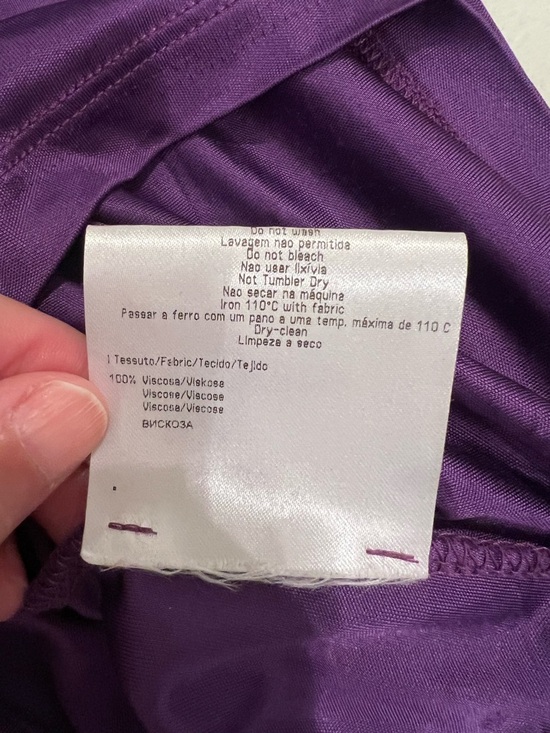 Do not wash
Lavagem nao permitida
Do not bleach
Nao usar lixívia
Not Tumbler Dry
Nao secar na máquina
Iron 110°C with fabric
Passar a ferro com um pano a uma temp. máxima de 110 C
Dry-clean
Limpeza a seco
1 Tessuto/Fabric/Tecido/Tejido
100% Viscosa/Viskose
Viscose/Viscose
Viscosa/Viscose
ВИСКОЗА